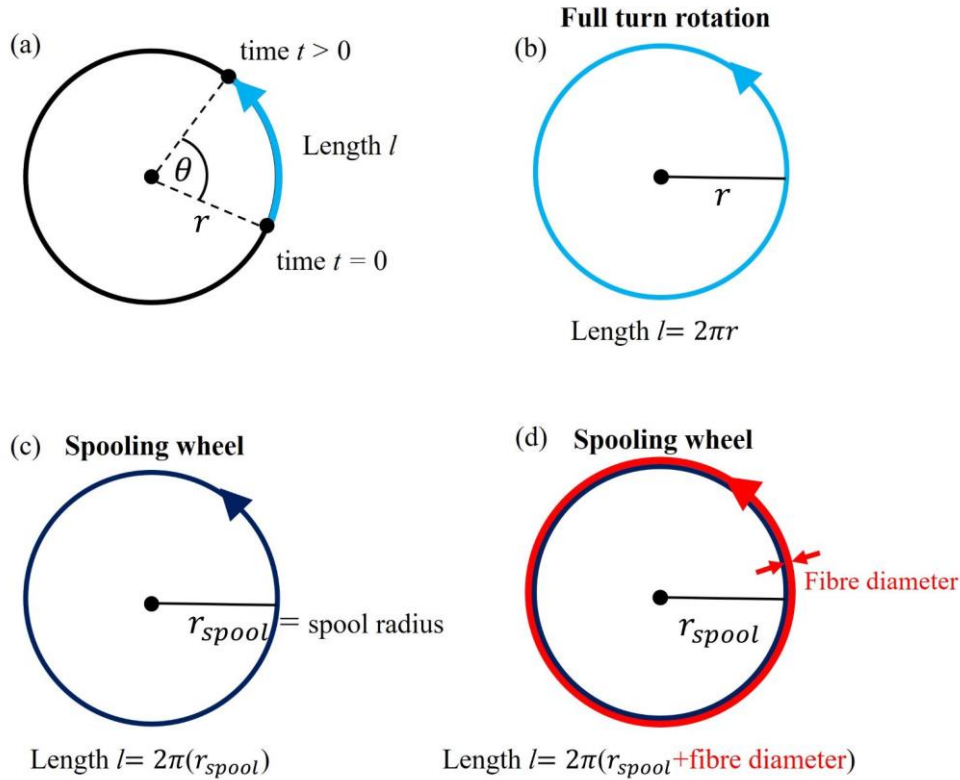 (a)
time t > 0
θ
Length l
r
time t = 0
Full turn rotation
(b)
r
Length l= 2πr
(c) Spooling wheel
r_spool = spool radius
Length l= 2π(r_spool)
(d) Spooling wheel
Fibre diameter
r_spool
Length l= 2π(r_spool+fibre diameter)